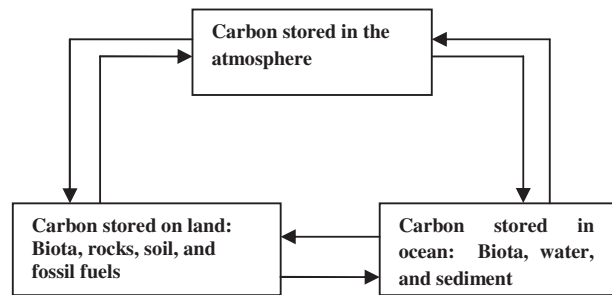 Carbon stored in the
atmosphere
Carbon stored on land:
Biota, rocks, soil, and
fossil fuels
Carbon stored in
ocean: Biota, water,
and sediment